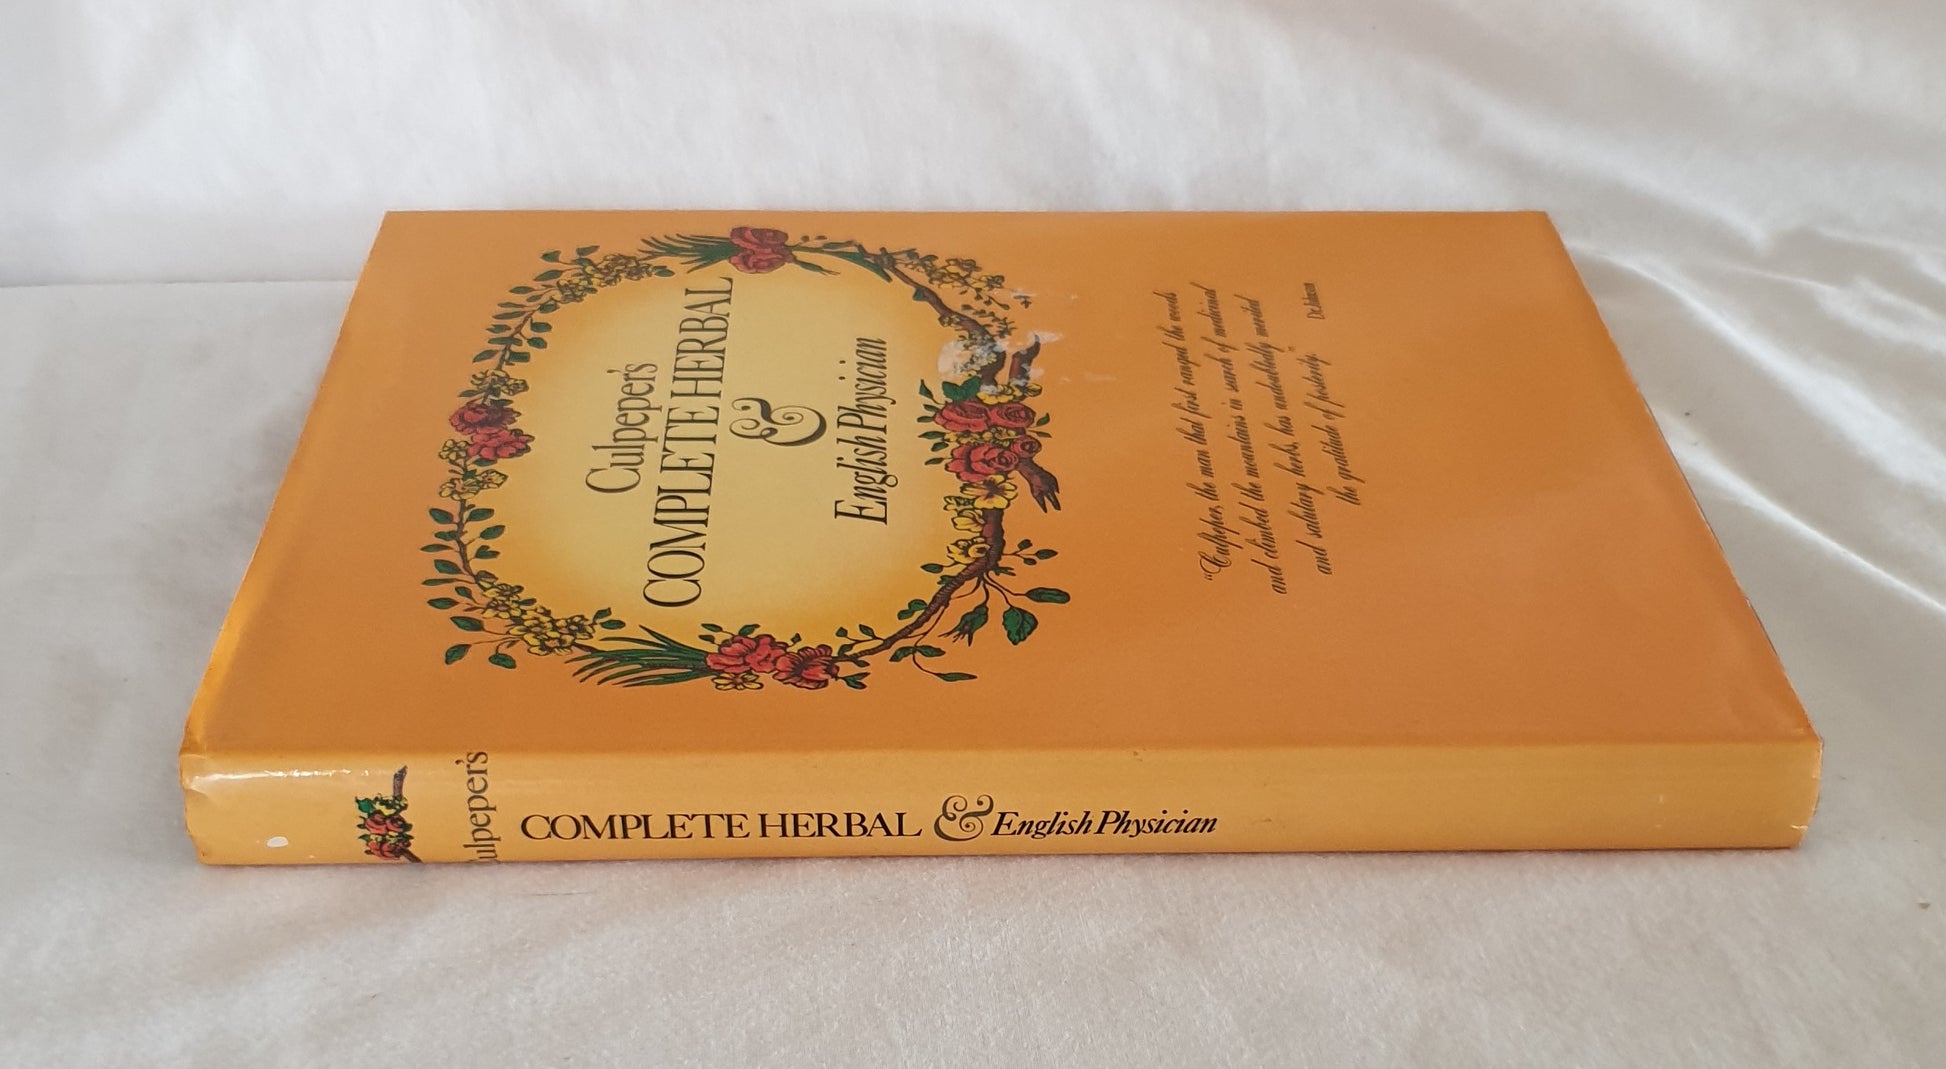 Culpeper's
COMPLETE HERBAL
&
English Physician
"Culpeper, the man that first ranged the woods
and climbed the mountains in search of medicinal
and salutary herbs, has undoubtedly merited
the gratitude of posterity."
Dr. Johnson
Culpeper's
COMPLETE HERBAL & English Physician